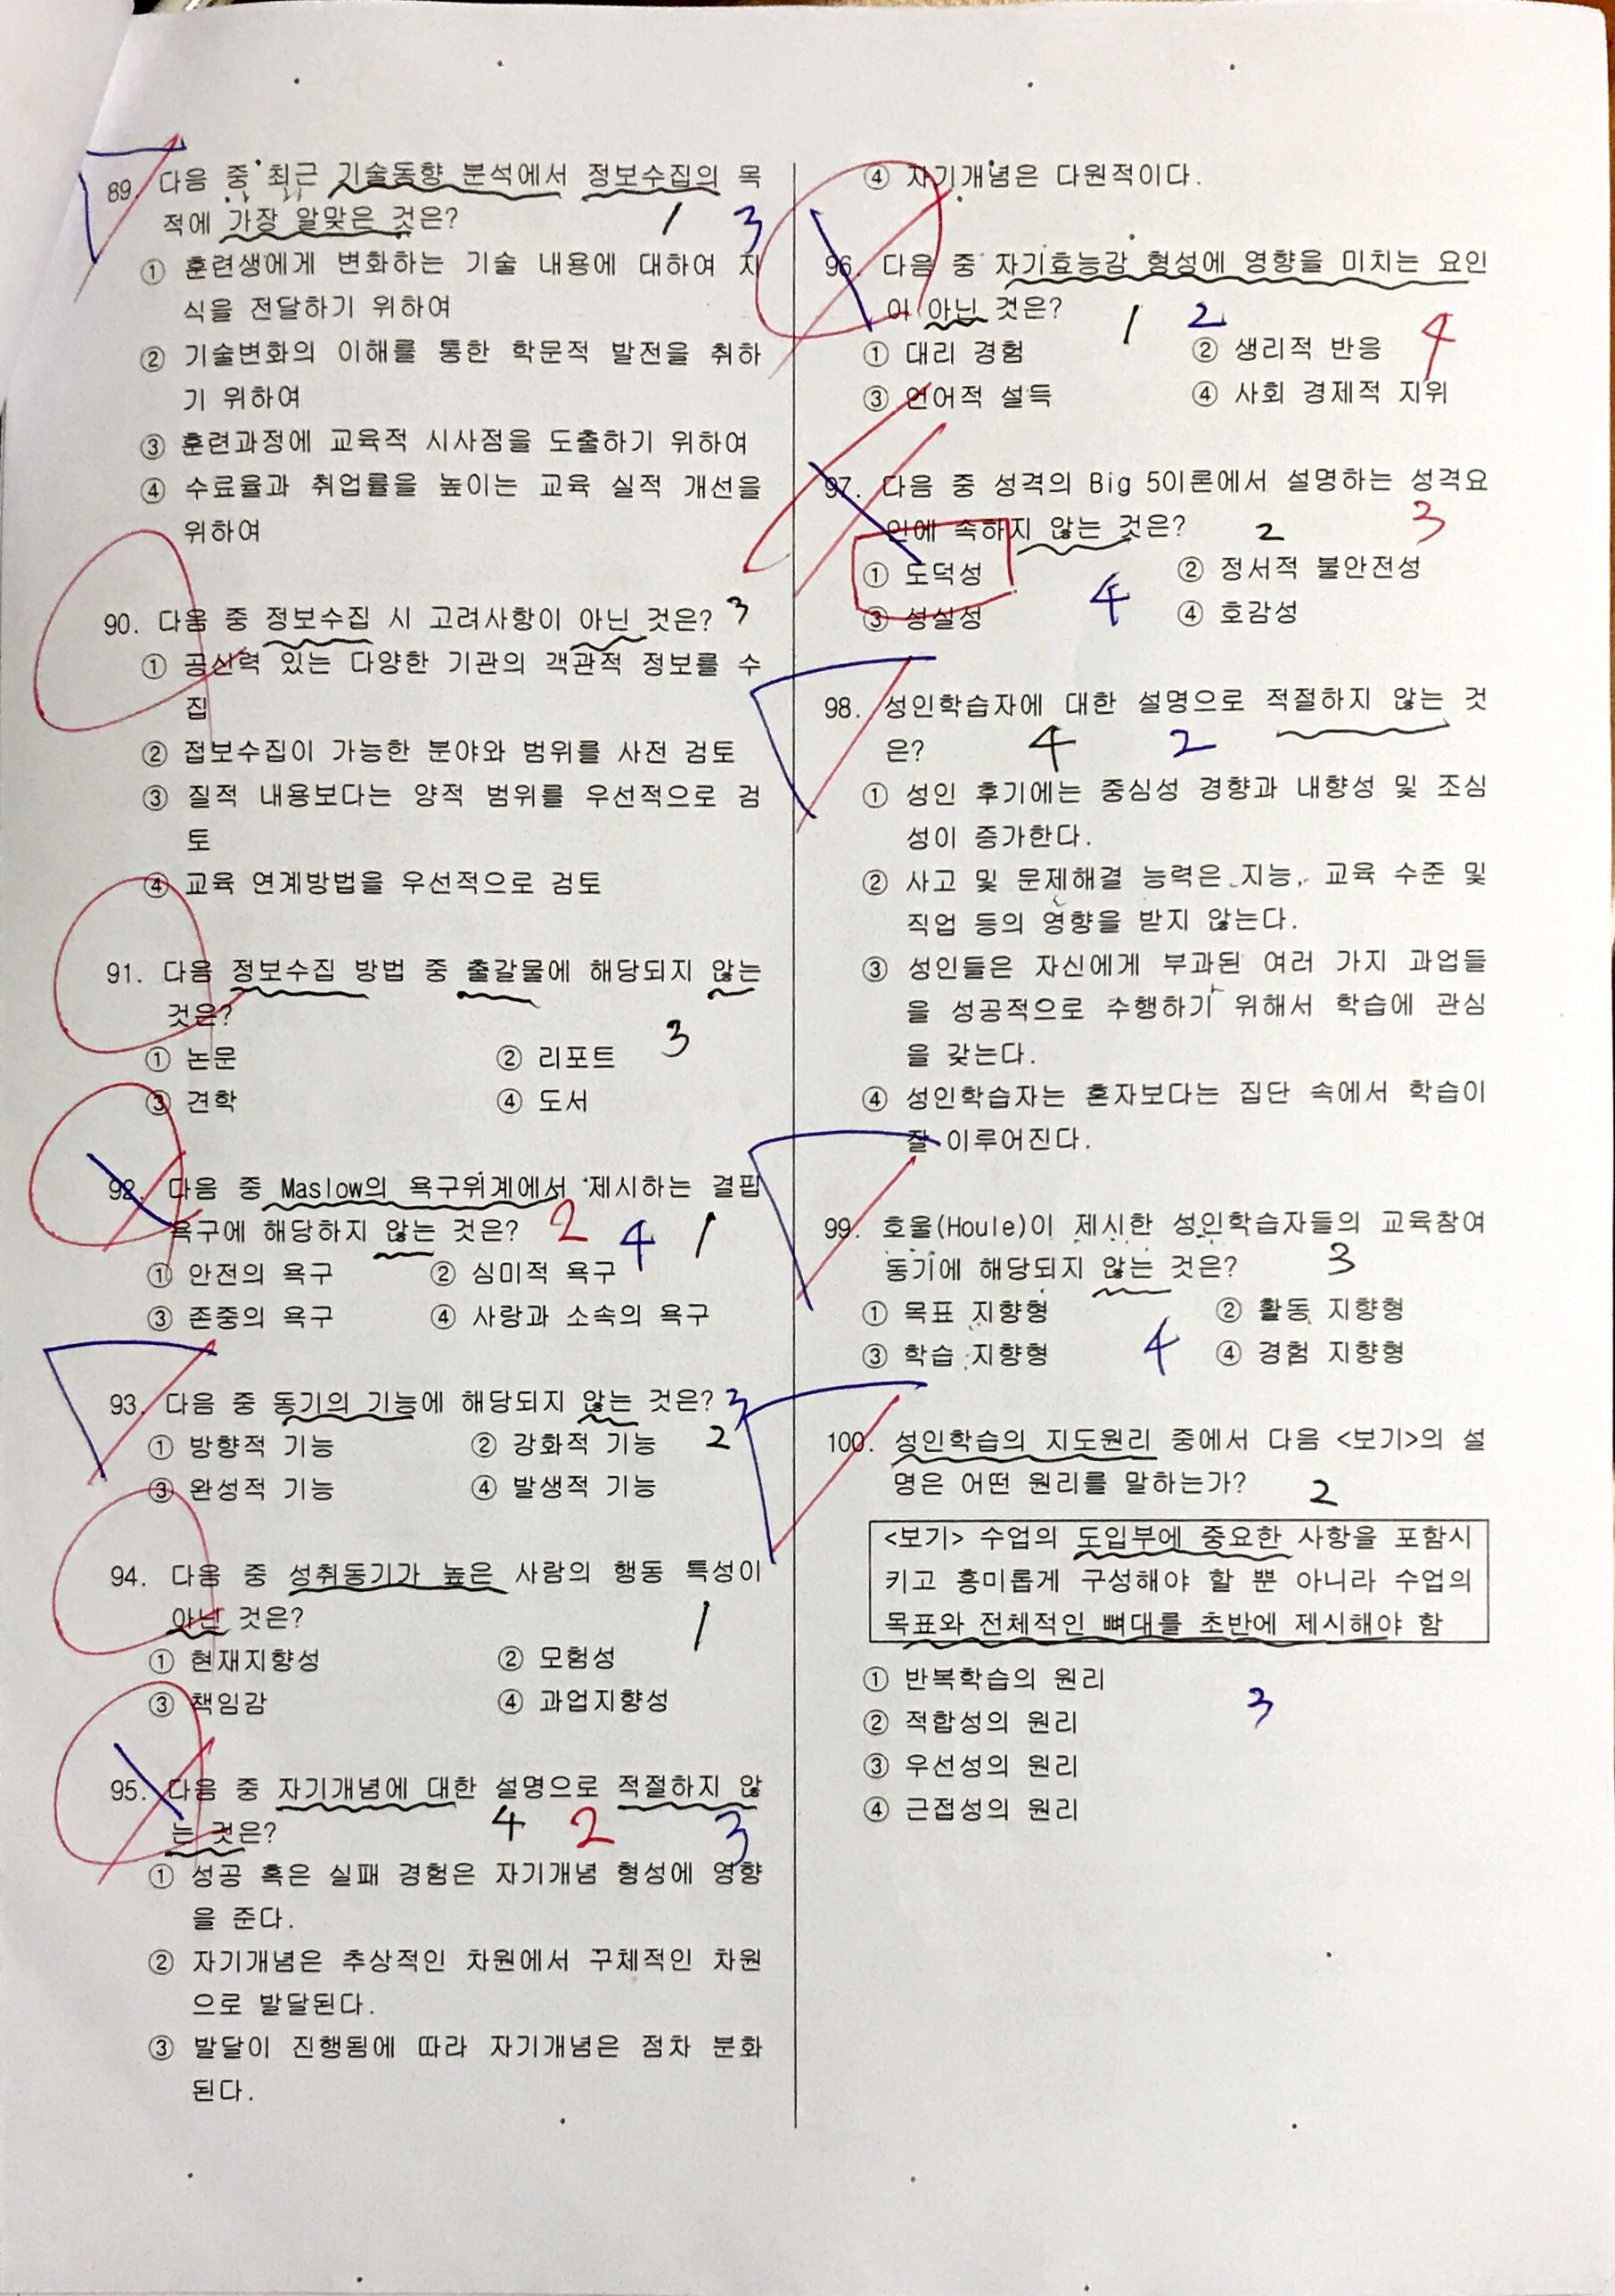 89. 다음 중 최근 기술동향 분석에서 정보수집의 목
적에 가장 알맞은 것은?
1 3
① 훈련생에게 변화하는 기술 내용에 대하여 지
식을 전달하기 위하여
② 기술변화의 이해를 통한 학문적 발전을 취하
기 위하여
③ 훈련과정에 교육적 시사점을 도출하기 위하여
④ 수료율과 취업률을 높이는 교육 실적 개선을
위하여
90. 다음 중 정보수집 시 고려사항이 아닌 것은? 3
① 공신력 있는 다양한 기관의 객관적 정보를 수
집
② 접보수집이 가능한 분야와 범위를 사전 검토
③ 질적 내용보다는 양적 범위를 우선적으로 검
토
④ 교육 연계방법을 우선적으로 검토
91. 다음 정보수집 방법 중 출갈물에 해당되지 않는
것은?
3
① 논문 ② 리포트
③ 견학 ④ 도서
92. 다음 중 Maslow의 욕구위계에서 제시하는 결핍
욕구에 해당하지 않는 것은? 2 4 1
① 안전의 욕구 ② 심미적 욕구
③ 존중의 욕구 ④ 사랑과 소속의 욕구
93. 다음 중 동기의 기능에 해당되지 않는 것은? 3
① 방향적 기능 ② 강화적 기능 2
③ 완성적 기능 ④ 발생적 기능
94. 다음 중 성취동기가 높은 사람의 행동 특성이
아닌 것은? 1
① 현재지향성 ② 모험성
③ 책임감 ④ 과업지향성
95. 다음 중 자기개념에 대한 설명으로 적절하지 않
는 것은? 4 2 3
① 성공 혹은 실패 경험은 자기개념 형성에 영향
을 준다.
② 자기개념은 추상적인 차원에서 구체적인 차원
으로 발달된다.
③ 발달이 진행됨에 따라 자기개념은 점차 분화
된다.
④ 자기개념은 다원적이다.
96. 다음 중 자기효능감 형성에 영향을 미치는 요인
이 아닌 것은? 1 2 4
① 대리 경험 ② 생리적 반응
③ 언어적 설득 ④ 사회 경제적 지위
97. 다음 중 성격의 Big 5이론에서 설명하는 성격요
인에 속하지 않는 것은? 2 3
① 도덕성 ② 정서적 불안전성
4
③ 성실성 ④ 호감성
98. 성인학습자에 대한 설명으로 적절하지 않는 것
은? 4 2
① 성인 후기에는 중심성 경향과 내향성 및 조심
성이 증가한다.
② 사고 및 문제해결 능력은 지능, 교육 수준 및
직업 등의 영향을 받지 않는다.
③ 성인들은 자신에게 부과된 여러 가지 과업들
을 성공적으로 수행하기 위해서 학습에 관심
을 갖는다.
④ 성인학습자는 혼자보다는 집단 속에서 학습이
잘 이루어진다.
99. 호울(Houle)이 제시한 성인학습자들의 교육참여
동기에 해당되지 않는 것은? 3
① 목표 지향형 ② 활동 지향형
③ 학습 지향형 4 ④ 경험 지향형
100. 성인학습의 지도원리 중에서 다음 <보기>의 설
명은 어떤 원리를 말하는가? 2
<보기> 수업의 도입부에 중요한 사항을 포함시
키고 흥미롭게 구성해야 할 뿐 아니라 수업의
목표와 전체적인 뼈대를 초반에 제시해야 함
① 반복학습의 원리
3
② 적합성의 원리
③ 우선성의 원리
④ 근접성의 원리